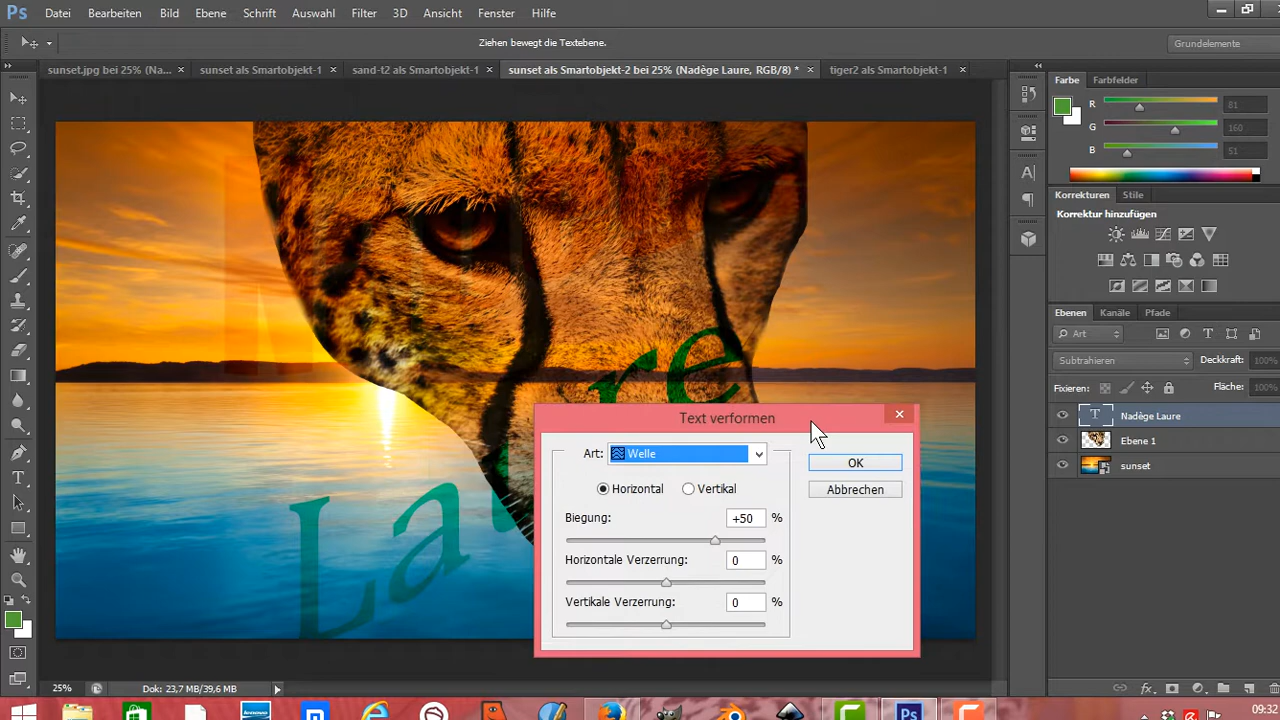 Ps Datei Bearbeiten Bild Ebene Schrift Auswahl Filter 3D Ansicht Fenster Hilfe
Ziehen bewegt die Textebene.
Grundelemente
sunset.jpg bei 25% (Na... × sunset als Smartobjekt-1 × sand-t2 als Smartobjekt-1 × sunset als Smartobjekt-2 bei 25% (Nadège Laure, RGB/8) * × tiger2 als Smartobjekt-1 ×
Farbe Farbfelder
R 81
G 160
B 51
Korrekturen Stile
Korrektur hinzufügen
Ebenen Kanäle Pfade
Art
Subtrahieren Deckkraft: 100%
Fixieren: Fläche: 100%
Nadège Laure
Ebene 1
sunset
re
La
Text verformen
Art: Welle
OK
Horizontal Vertikal
Abbrechen
Biegung: +50 %
Horizontale Verzerrung: 0 %
Vertikale Verzerrung: 0 %
25% Dok: 23,7 MB/39,6 MB
lenovo
Ps
09:32